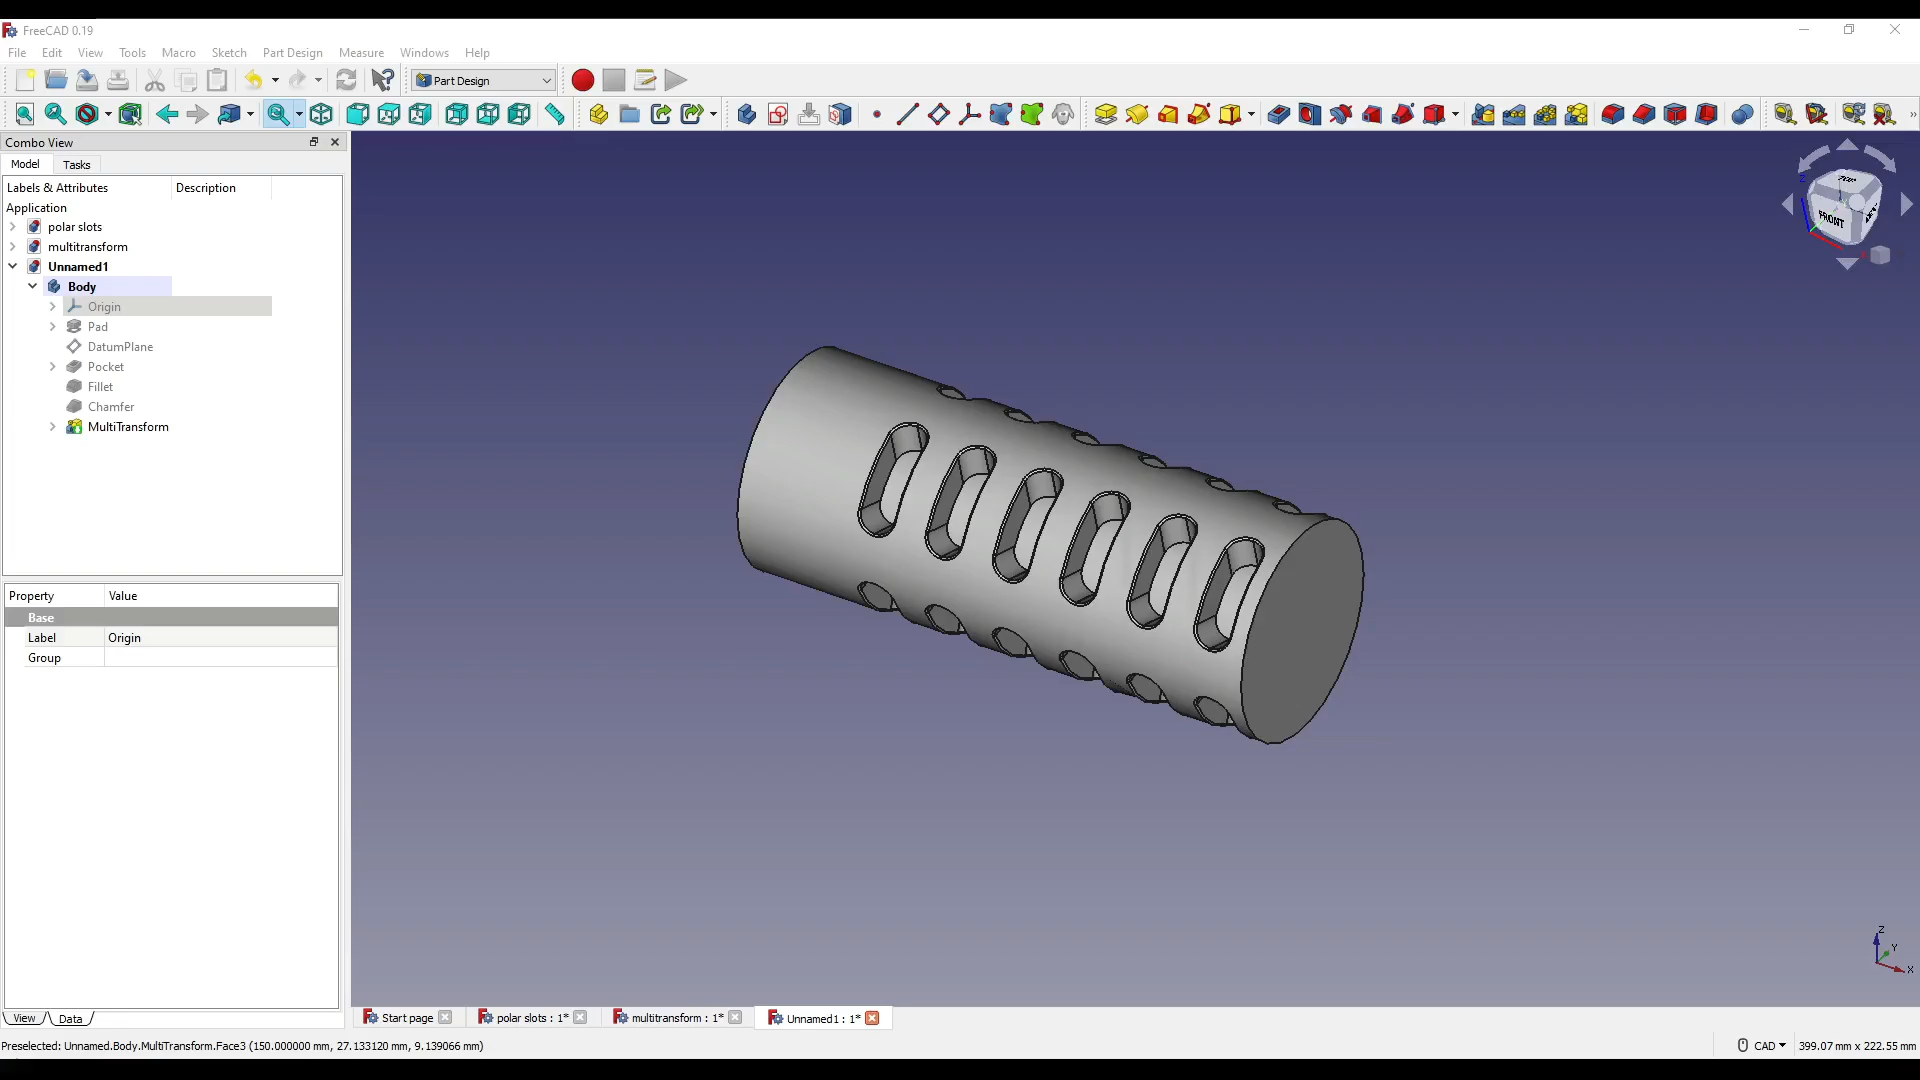 FreeCAD 0.19
File Edit View Tools Macro Sketch Part Design Measure Windows Help
Part Design
Combo View
Model Tasks
Labels & Attributes Description
Application
polar slots
multitransform
Unnamed1
Body
Origin
Pad
DatumPlane
Pocket
Fillet
Chamfer
MultiTransform
TOP
FRONT
Z
Y
X
Property Value
Base
Label Origin
Group
View Data
Start page polar slots : 1* multitransform : 1* Unnamed1 : 1*
Preselected: Unnamed.Body.MultiTransform.Face3 (150.000000 mm, 27.133120 mm, 9.139066 mm)
CAD 399.07 mm x 222.55 mm